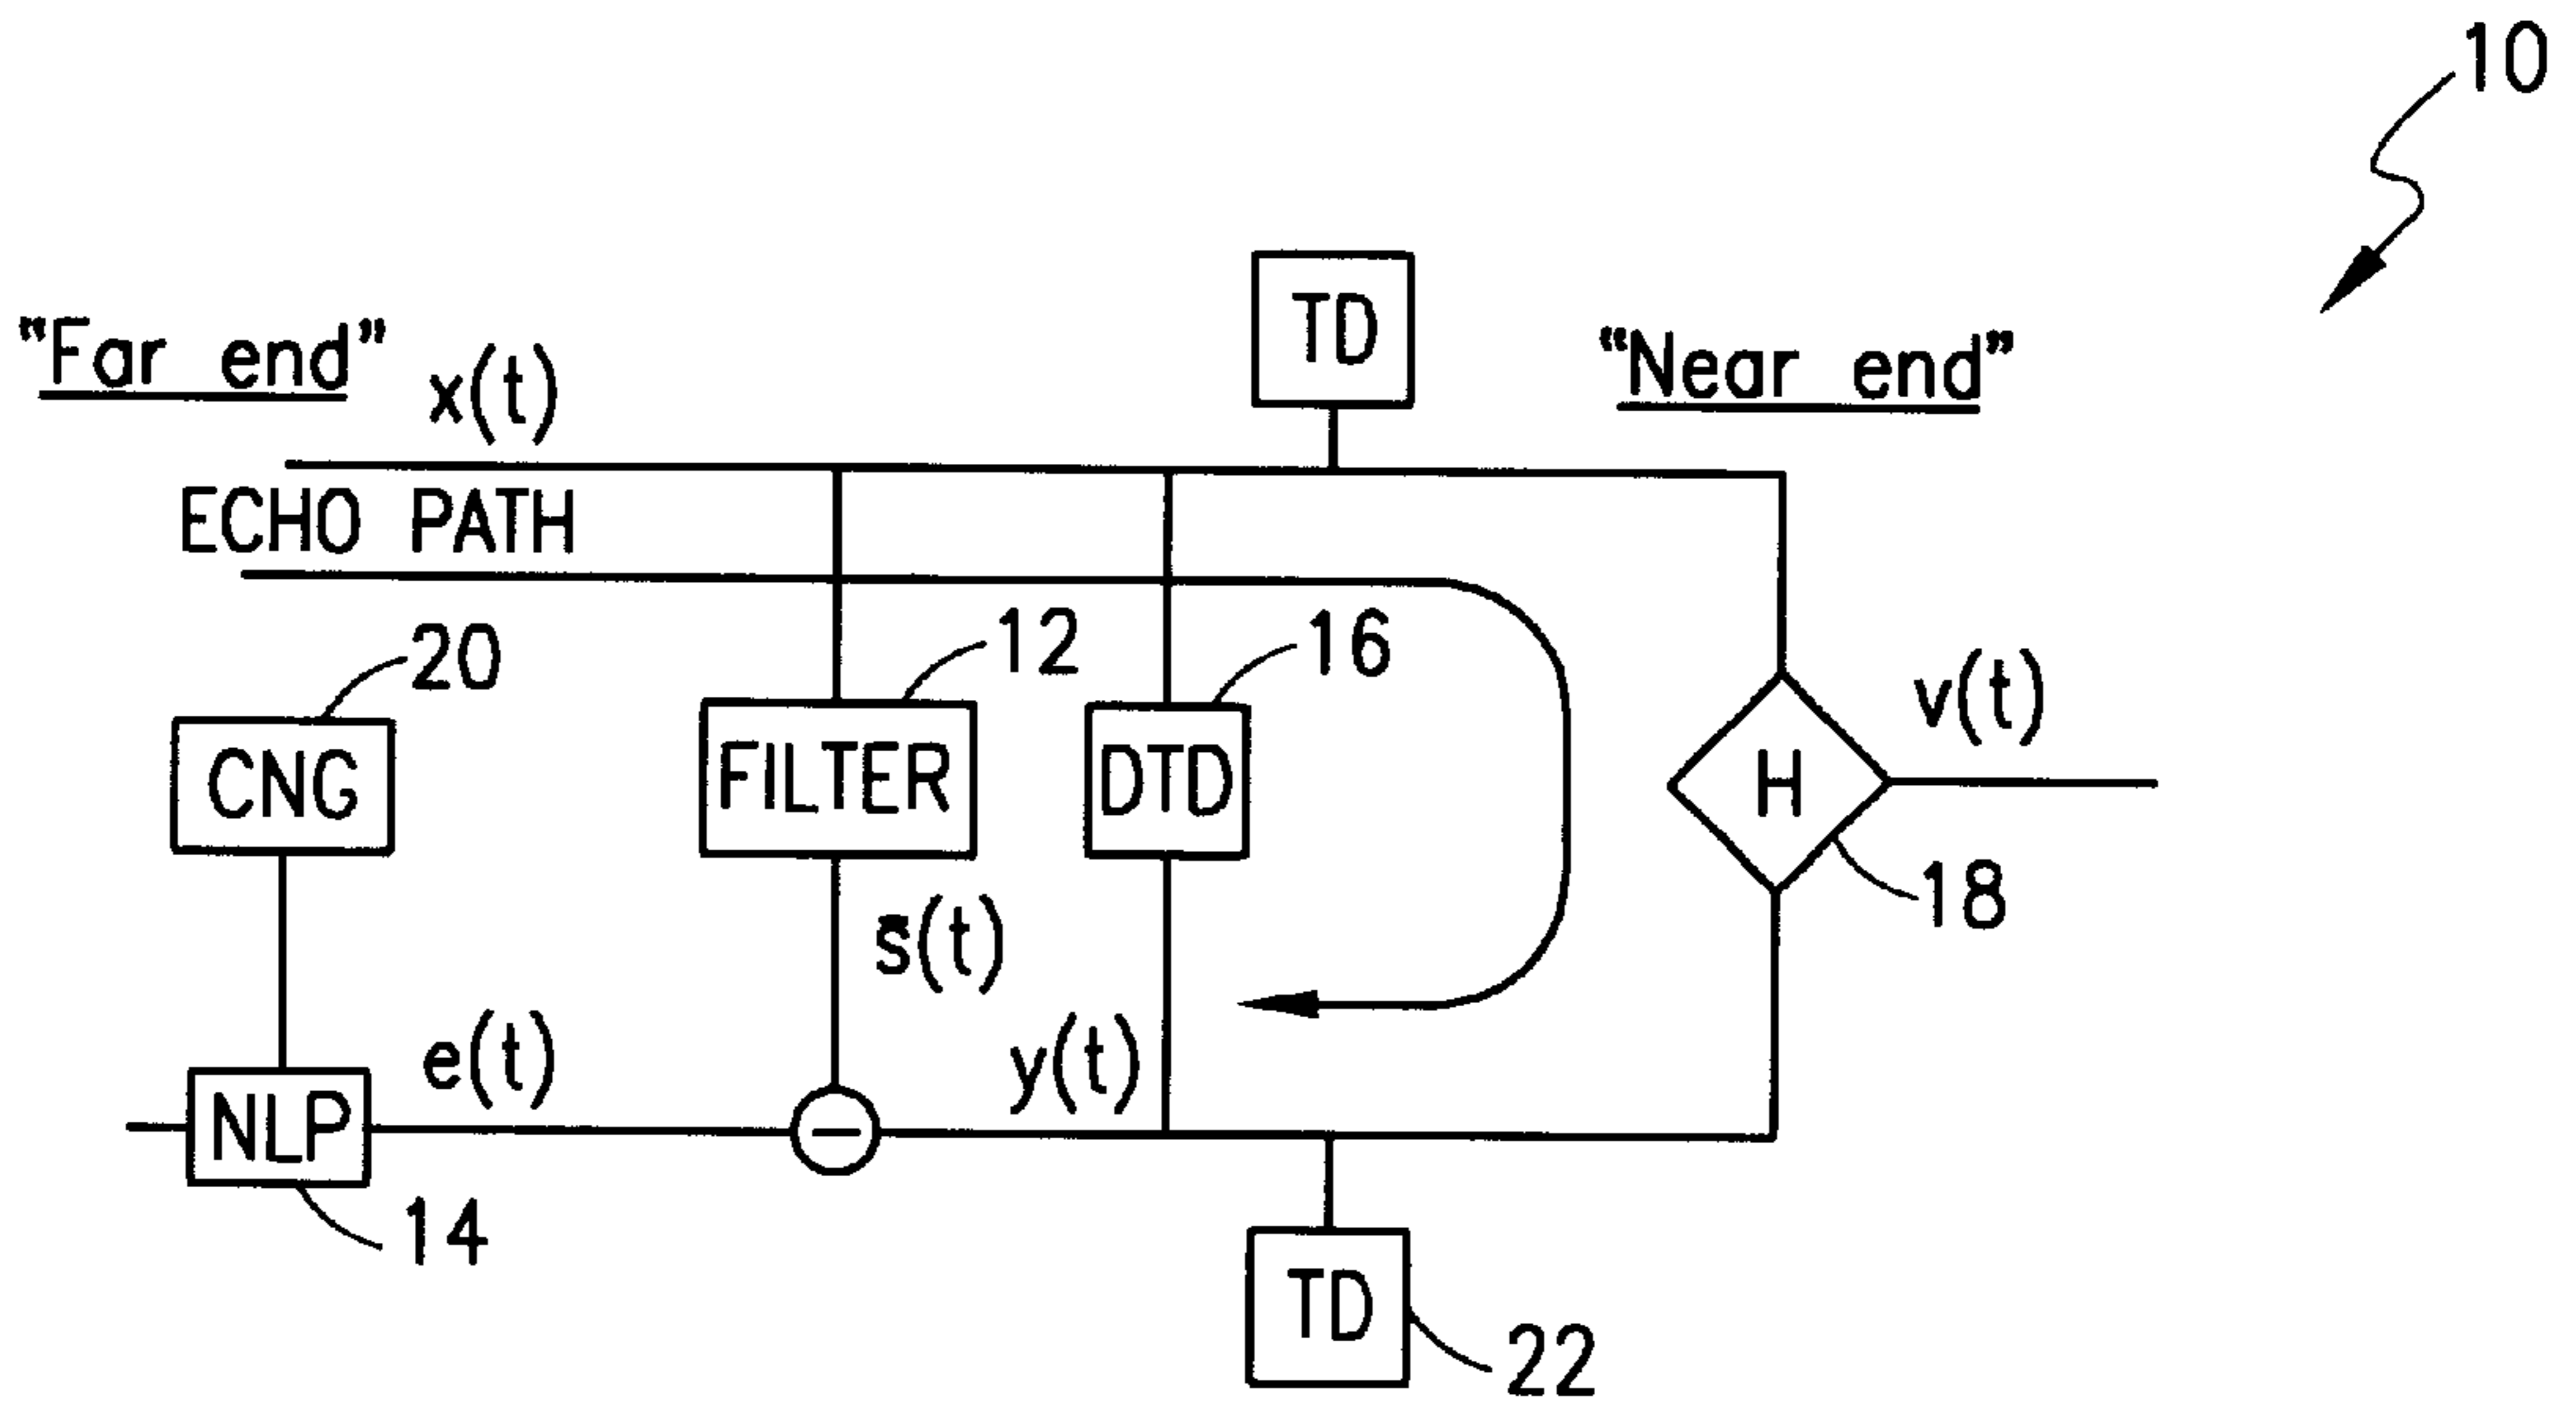 10
TD
"Far end"
x(t)
"Near end"
ECHO PATH
20
12
16
v(t)
CNG
FILTER
DTD
H
18
s̄(t)
e(t)
y(t)
NLP
−
14
TD
22